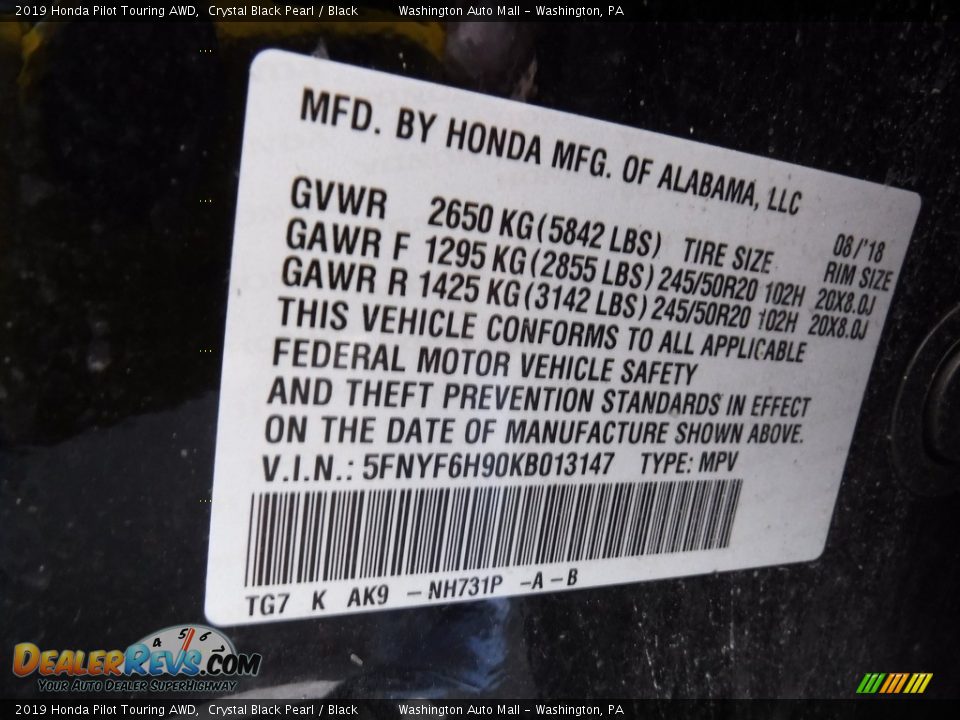 2019 Honda Pilot Touring AWD, Crystal Black Pearl / Black Washington Auto Mall - Washington, PA
MFD. BY HONDA MFG. OF ALABAMA, LLC
08/'18
GVWR 2650 KG (5842 LBS) TIRE SIZE RIM SIZE
GAWR F 1295 KG (2855 LBS) 245/50R20 102H 20X8.0J
GAWR R 1425 KG (3142 LBS) 245/50R20 102H 20X8.0J
THIS VEHICLE CONFORMS TO ALL APPLICABLE
FEDERAL MOTOR VEHICLE SAFETY
AND THEFT PREVENTION STANDARDS IN EFFECT
ON THE DATE OF MANUFACTURE SHOWN ABOVE.
V.I.N.: 5FNYF6H90KB013147 TYPE: MPV
TG7 K AK9 -NH731P -A-B
4 5 6
DEALERREVS.COM
YOUR AUTO DEALER SUPERHIGHWAY
2019 Honda Pilot Touring AWD, Crystal Black Pearl / Black Washington Auto Mall - Washington, PA